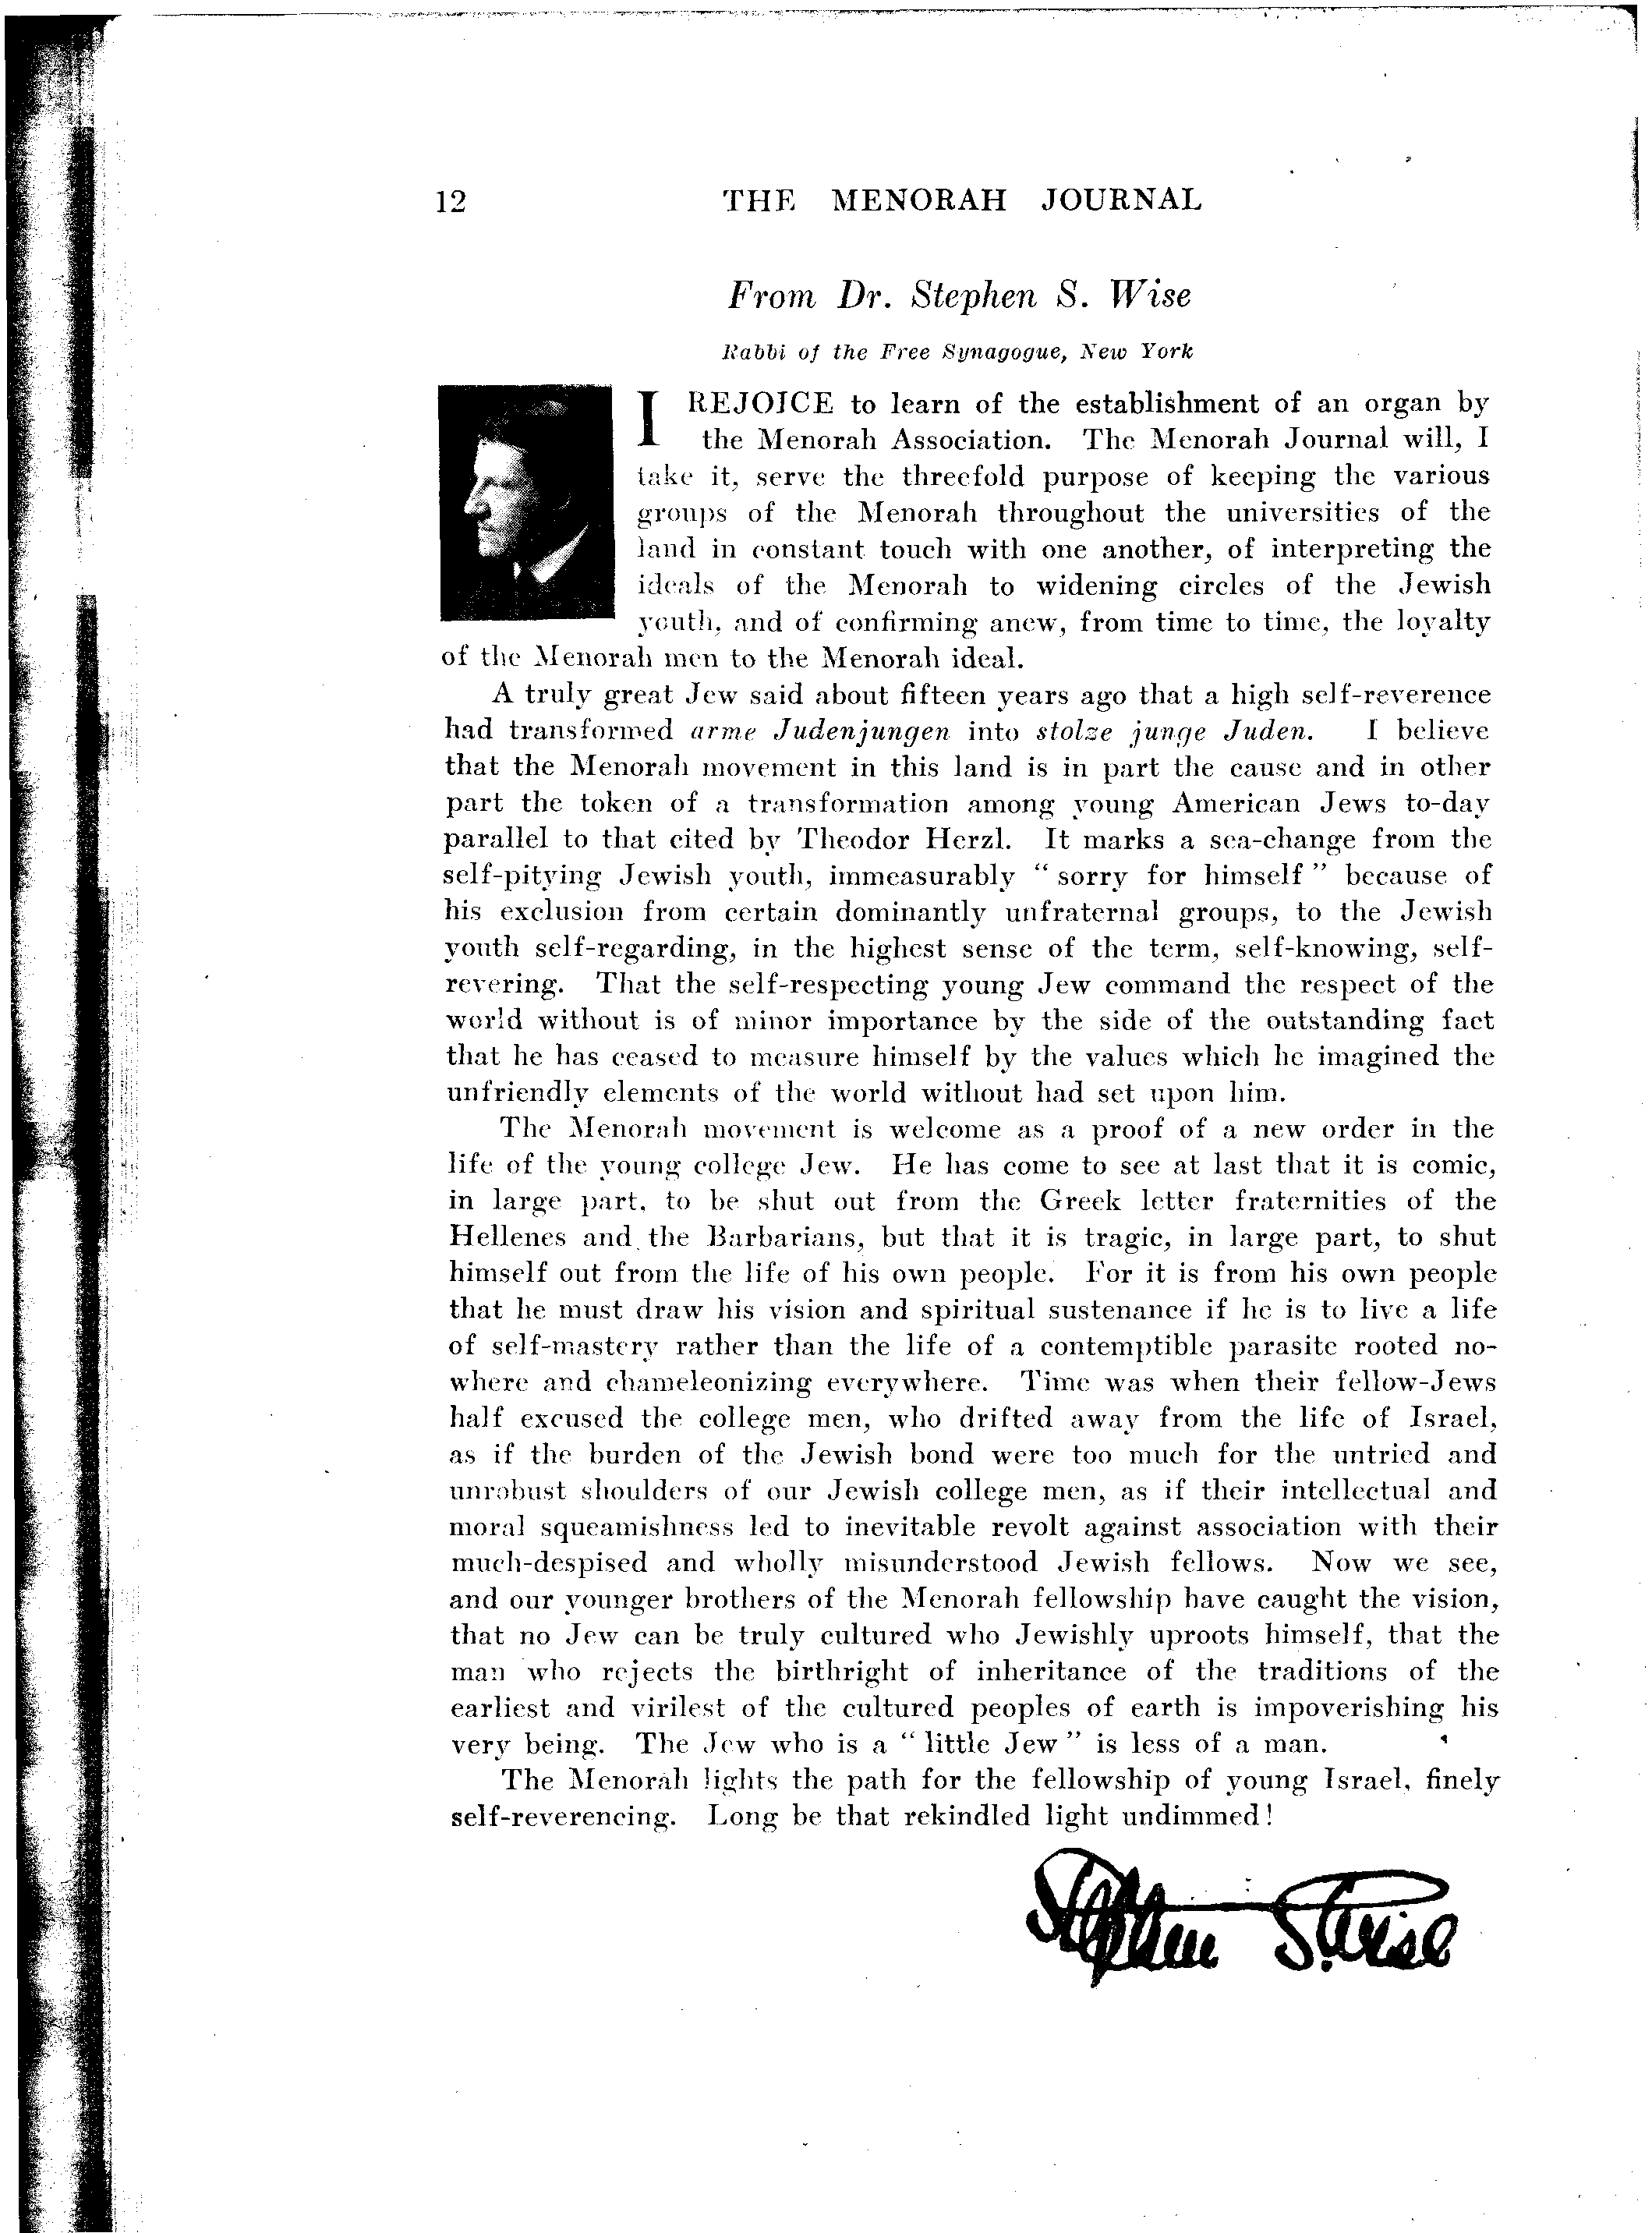 12 THE MENORAH JOURNAL
From Dr. Stephen S. Wise
Rabbi of the Free Synagogue, New York
I REJOICE to learn of the establishment of an organ by
the Menorah Association. The Menorah Journal will, I
take it, serve the threefold purpose of keeping the various
groups of the Menorah throughout the universities of the
land in constant touch with one another, of interpreting the
ideals of the Menorah to widening circles of the Jewish
youth, and of confirming anew, from time to time, the loyalty
of the Menorah men to the Menorah ideal.
A truly great Jew said about fifteen years ago that a high self-reverence
had transformed arme Judenjungen into stolze junge Juden. I believe
that the Menorah movement in this land is in part the cause and in other
part the token of a transformation among young American Jews to-day
parallel to that cited by Theodor Herzl. It marks a sea-change from the
self-pitying Jewish youth, immeasurably " sorry for himself " because of
his exclusion from certain dominantly unfraternal groups, to the Jewish
youth self-regarding, in the highest sense of the term, self-knowing, self-
revering. That the self-respecting young Jew command the respect of the
world without is of minor importance by the side of the outstanding fact
that he has ceased to measure himself by the values which he imagined the
unfriendly elements of the world without had set upon him.
The Menorah movement is welcome as a proof of a new order in the
life of the young college Jew. He has come to see at last that it is comic,
in large part, to be shut out from the Greek letter fraternities of the
Hellenes and the Barbarians, but that it is tragic, in large part, to shut
himself out from the life of his own people. For it is from his own people
that he must draw his vision and spiritual sustenance if he is to live a life
of self-mastery rather than the life of a contemptible parasite rooted no-
where and chameleonizing everywhere. Time was when their fellow-Jews
half excused the college men, who drifted away from the life of Israel,
as if the burden of the Jewish bond were too much for the untried and
unrobust shoulders of our Jewish college men, as if their intellectual and
moral squeamishness led to inevitable revolt against association with their
much-despised and wholly misunderstood Jewish fellows. Now we see,
and our younger brothers of the Menorah fellowship have caught the vision,
that no Jew can be truly cultured who Jewishly uproots himself, that the
man who rejects the birthright of inheritance of the traditions of the
earliest and virilest of the cultured peoples of earth is impoverishing his
very being. The Jew who is a " little Jew " is less of a man.
The Menorah lights the path for the fellowship of young Israel, finely
self-reverencing. Long be that rekindled light undimmed!
Stephen S. Wise